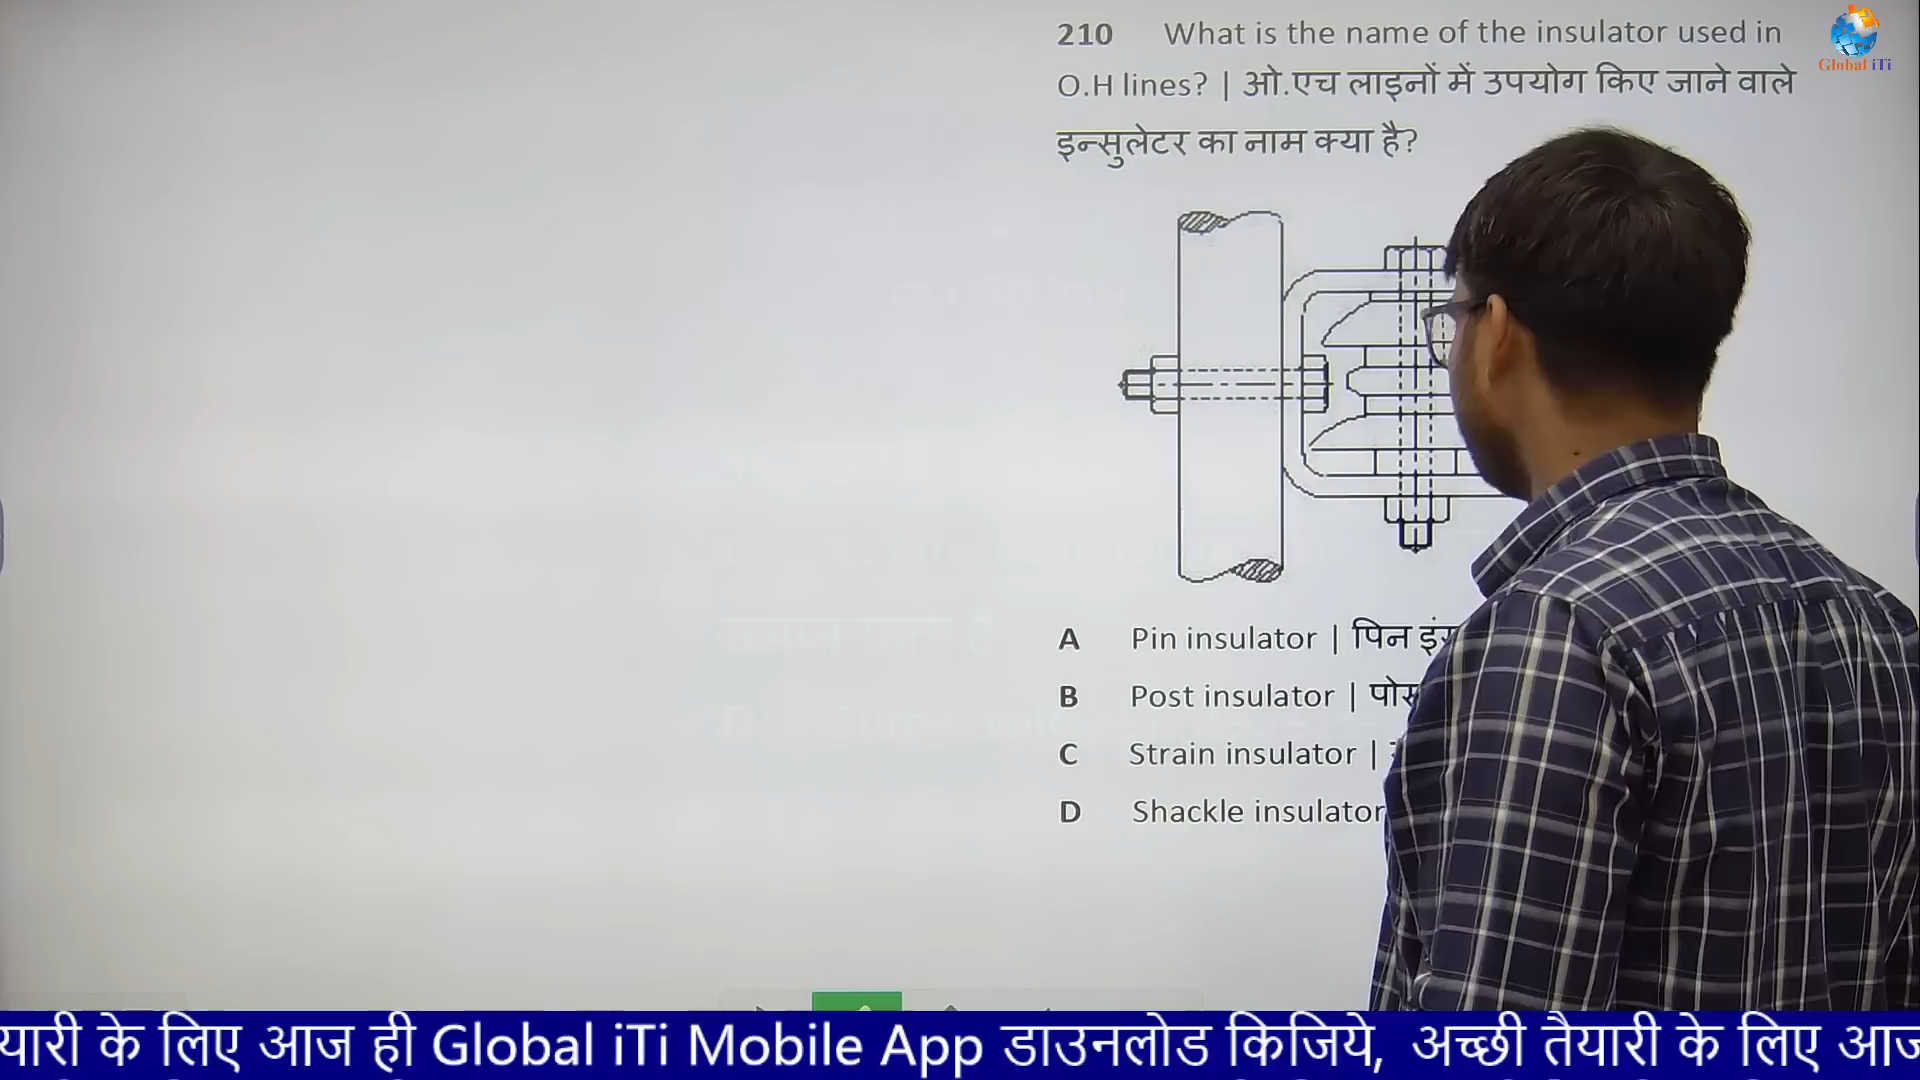 210 What is the name of the insulator used in
O.H lines? | ओ.एच लाइनों में उपयोग किए जाने वाले
इन्सुलेटर का नाम क्या है?
Global iTi
A Pin insulator | पिन
B Post insulator |
C Strain insulator |
D Shackle insulator
के लिए आज ही Global iTi Mobile App डाउनलोड किजिये, अच्छी तैयारी के लिए